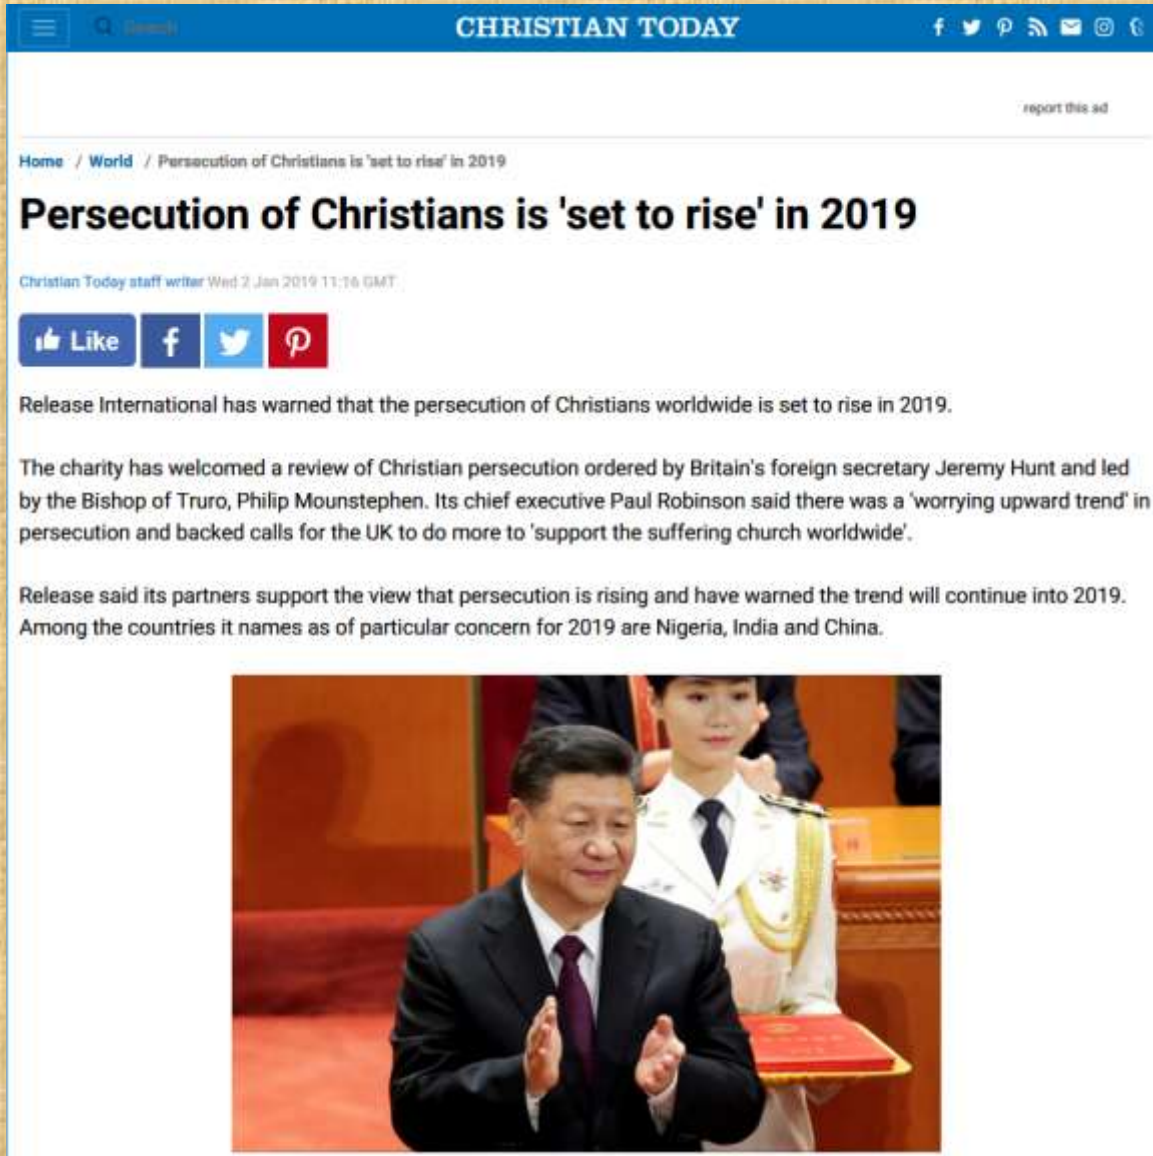 Search
CHRISTIAN TODAY
report this ad
Home / World / Persecution of Christians is 'set to rise' in 2019
Persecution of Christians is 'set to rise' in 2019
Christian Today staff writer Wed 2 Jan 2019 11:16 GMT
Like
Release International has warned that the persecution of Christians worldwide is set to rise in 2019.
The charity has welcomed a review of Christian persecution ordered by Britain's foreign secretary Jeremy Hunt and led
by the Bishop of Truro, Philip Mounstephen. Its chief executive Paul Robinson said there was a 'worrying upward trend' in
persecution and backed calls for the UK to do more to 'support the suffering church worldwide'.
Release said its partners support the view that persecution is rising and have warned the trend will continue into 2019.
Among the countries it names as of particular concern for 2019 are Nigeria, India and China.